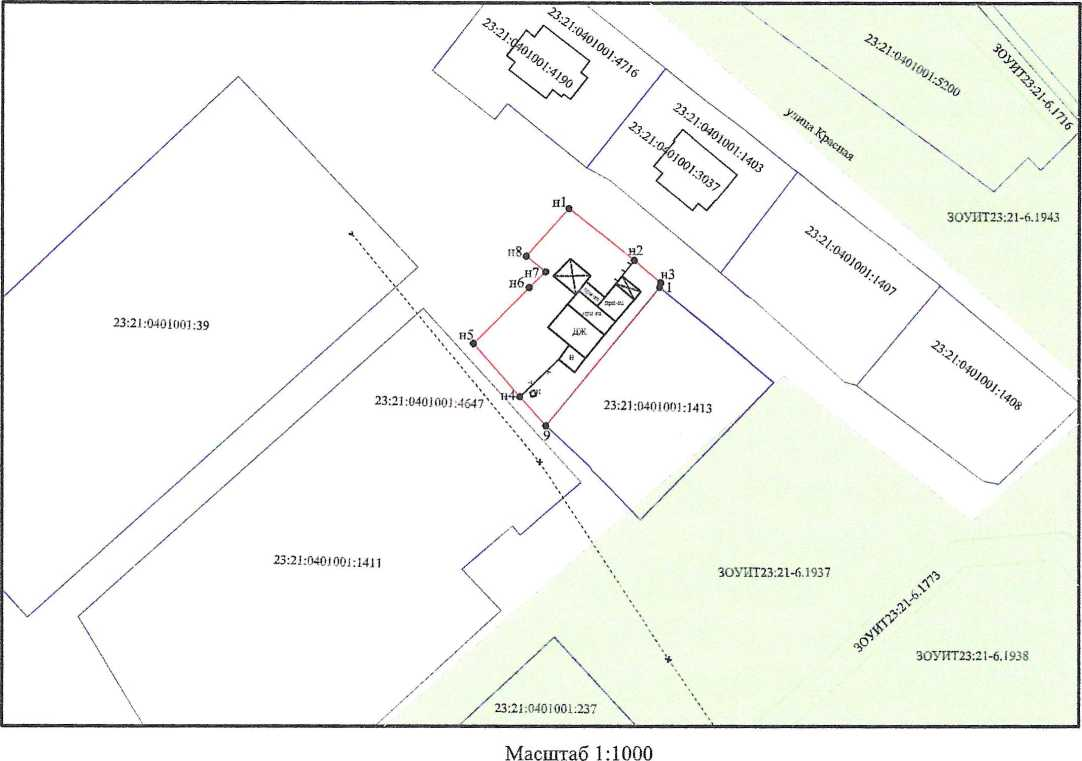 23:21:0401001:4716
23:21:0401001:4190
23:21:0401001:5200
ЗОУИТ23:21-6.1716
улица Красная
23:21:0401001:1403
23:21:0401001:3037
ЗОУИТ23:21-6.1943
н1
н2
н8
н7
н3
1
н6
23:21:0401001:1407
23:21:0401001:39
ДЖ
н5
н
23:21:0401001:1408
23:21:0401001:4647
н4
23:21:0401001:1413
9
23:21:0401001:1411
ЗОУИТ23:21-6.1937
ЗОУИТ23:21-6.1773
ЗОУИТ23:21-6.1938
23:21:0401001:237
Масштаб 1:1000